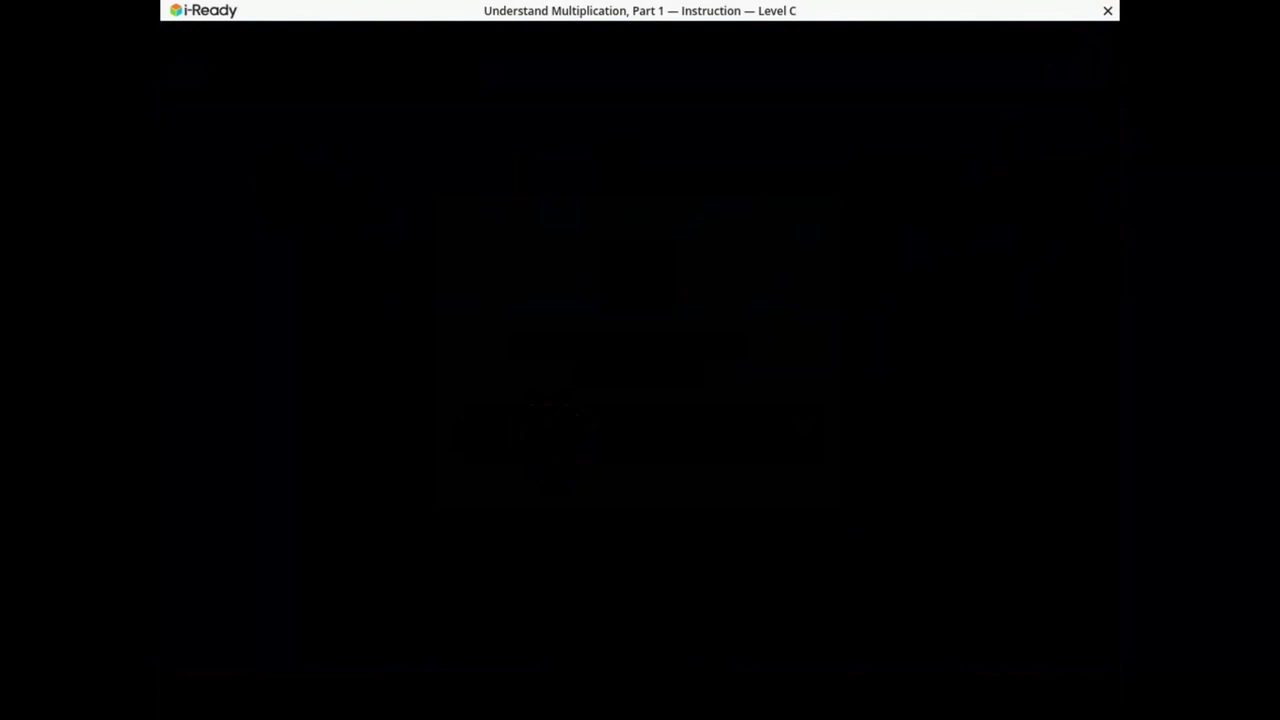 i-Ready
Understand Multiplication, Part 1 — Instruction — Level C